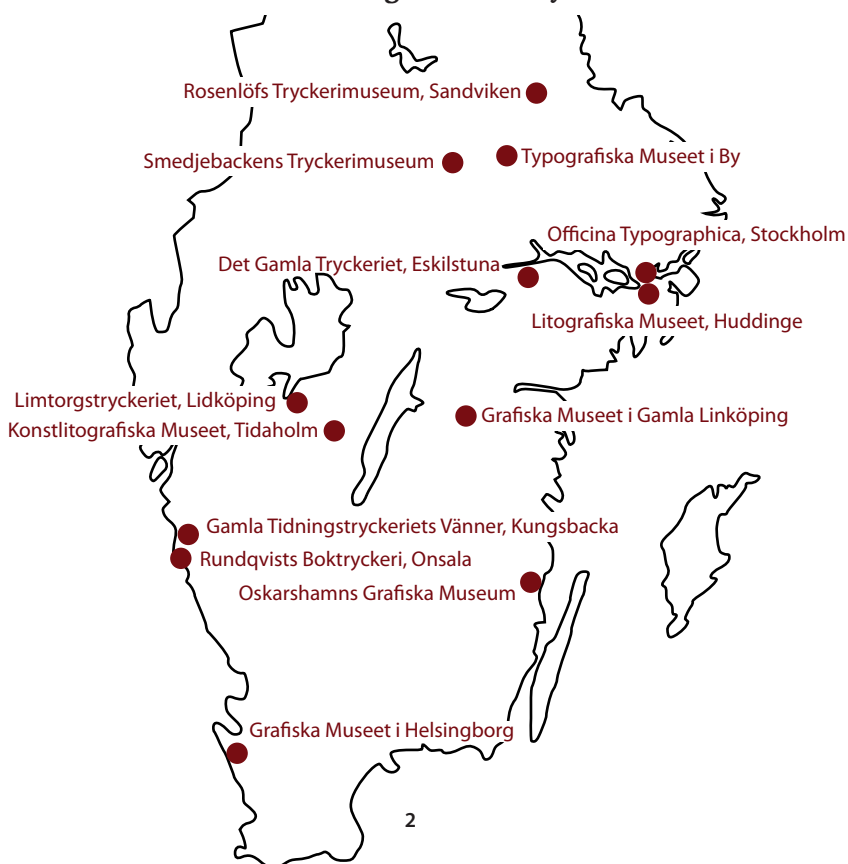 Rosenlöfs Tryckerimuseum, Sandviken
Smedjebackens Tryckerimuseum
Typografiska Museet i By
Officina Typographica, Stockholm
Det Gamla Tryckeriet, Eskilstuna
Litografiska Museet, Huddinge
Limtorgstryckeriet, Lidköping
Grafiska Museet i Gamla Linköping
Konstlitografiska Museet, Tidaholm
Gamla Tidningstryckeriets Vänner, Kungsbacka
Rundqvists Boktryckeri, Onsala
Oskarshamns Grafiska Museum
Grafiska Museet i Helsingborg
2